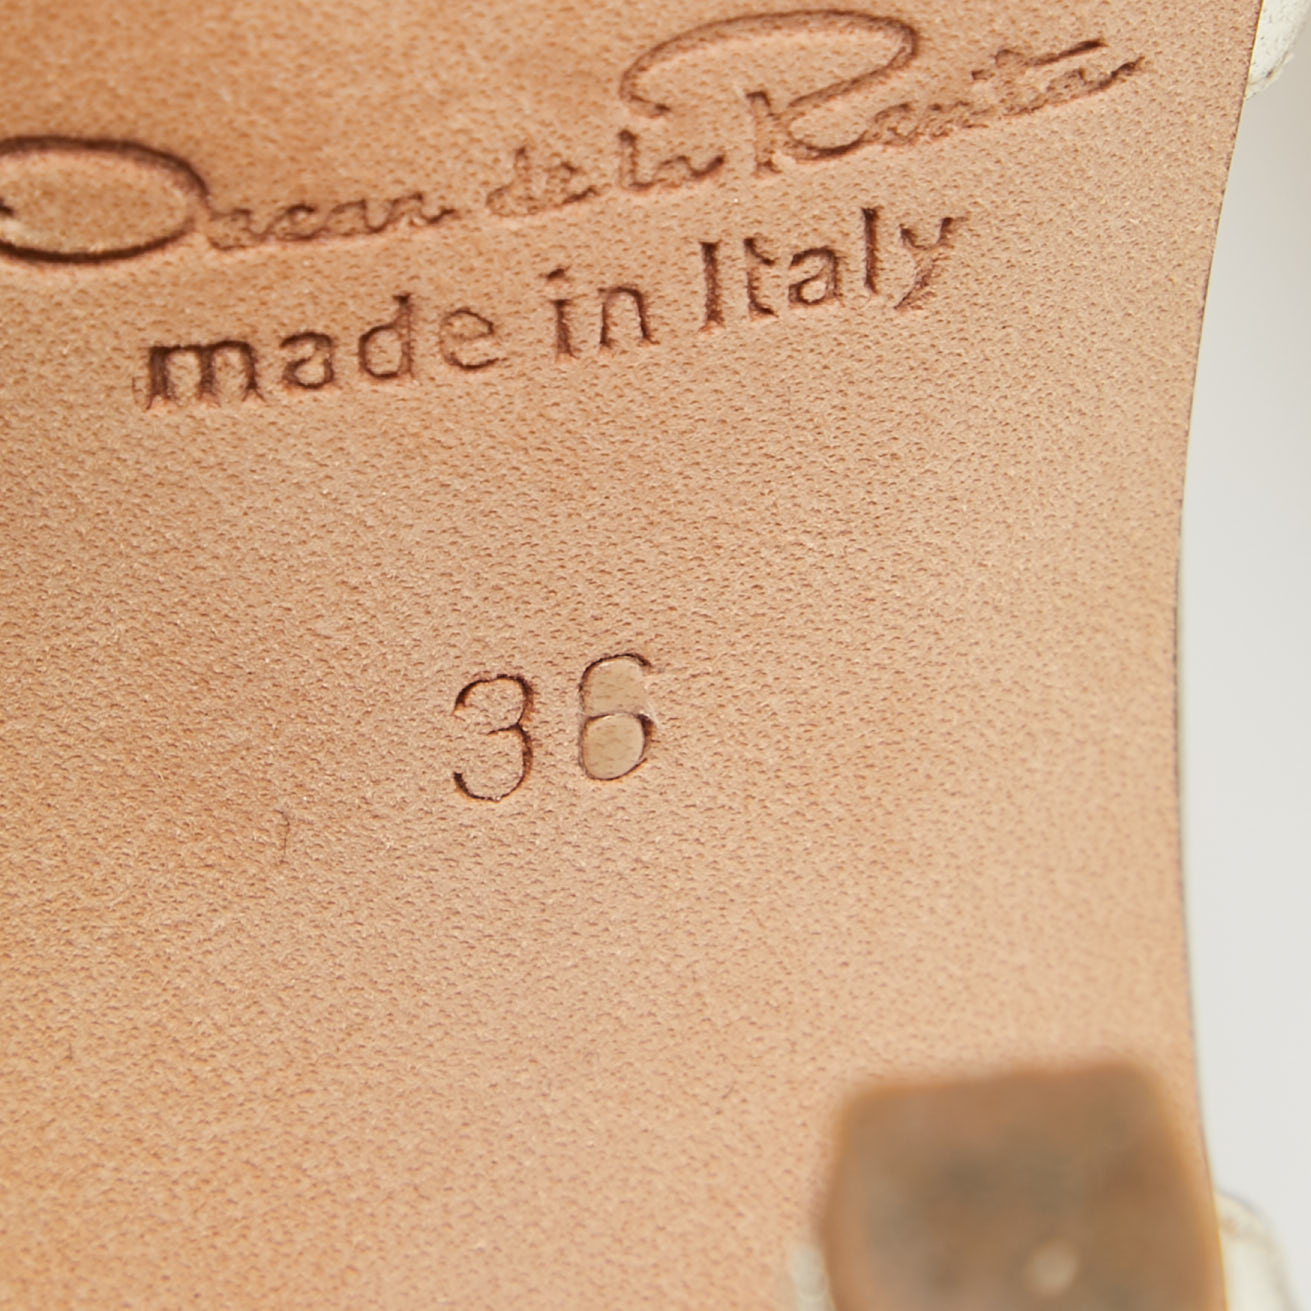 Oscar de la Renta
made in Italy
36